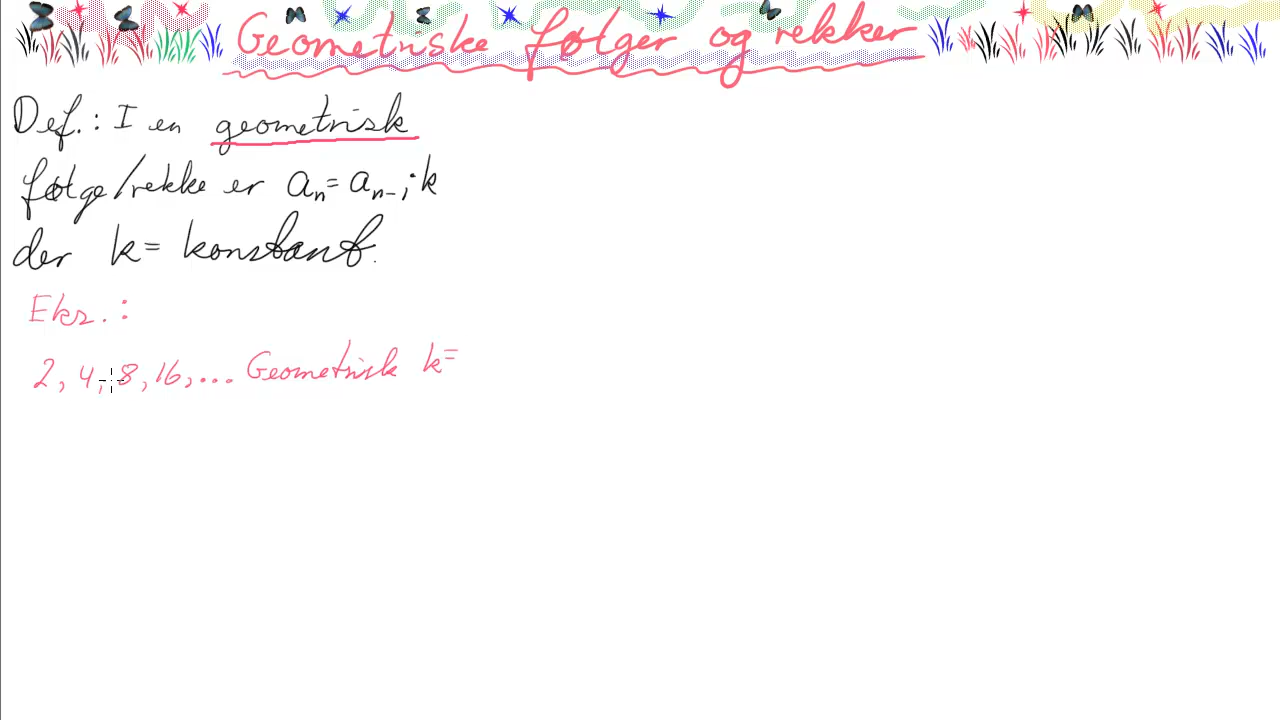 Geometriske følger og rekker
Def.: I en geometrisk
følge/rekke er aₙ = aₙ₋₁ · k
der k = konstant.
Eks.:
2, 4, 8, 16, ... Geometrisk k=